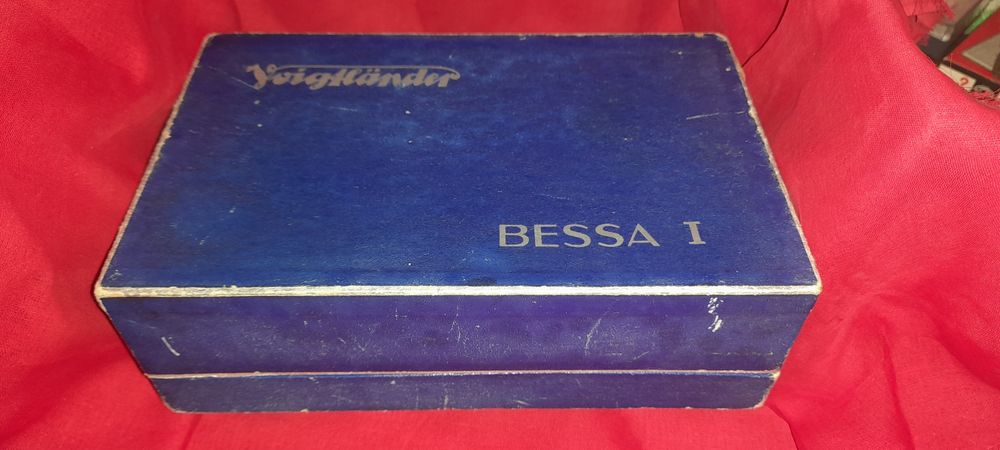 Voigtländer
BESSA I